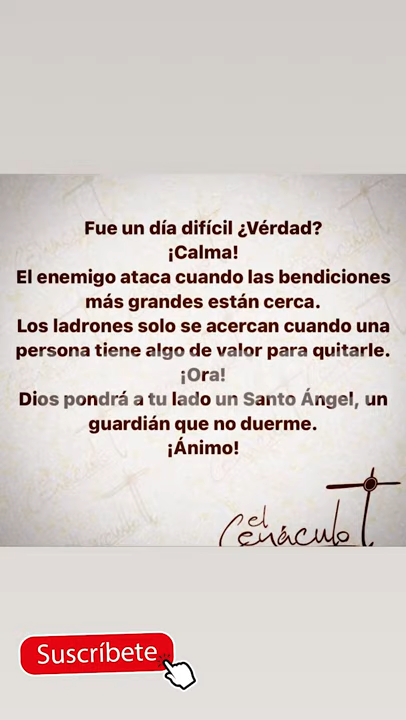 Fue un día difícil ¿Vérdad?
¡Calma!
El enemigo ataca cuando las bendiciones
más grandes están cerca.
Los ladrones solo se acercan cuando una
persona tiene algo de valor para quitarle.
¡Ora!
Dios pondrá a tu lado un Santo Ángel, un
guardián que no duerme.
¡Ánimo!
el
Cenáculo
Suscríbete